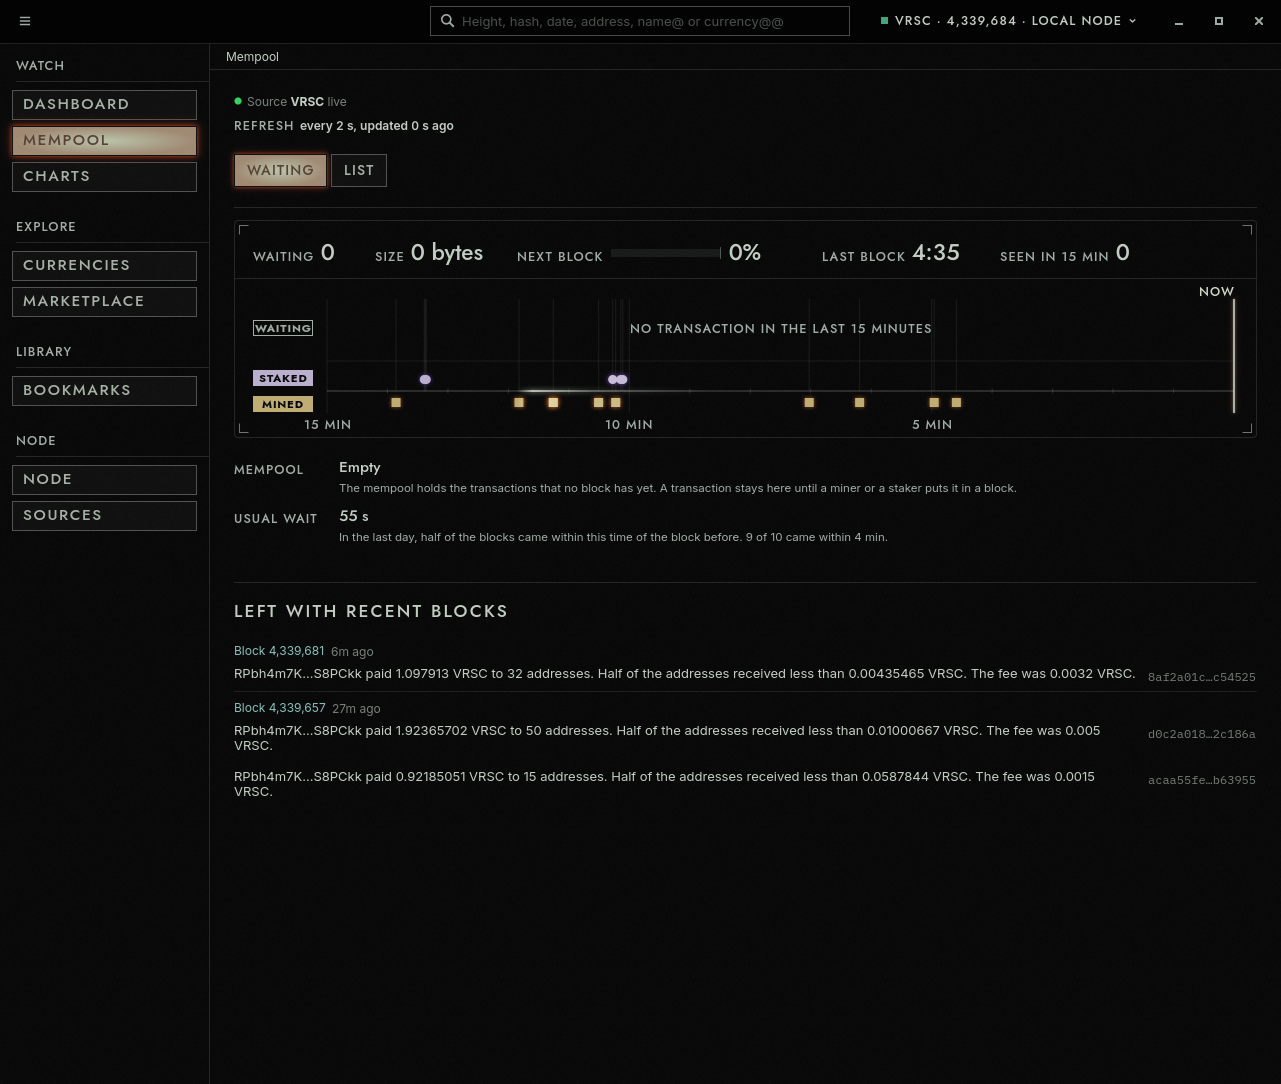 Height, hash, date, address, name@ or currency@@
VRSC · 4,339,684 · LOCAL NODE
WATCH
DASHBOARD
MEMPOOL
CHARTS
EXPLORE
CURRENCIES
MARKETPLACE
LIBRARY
BOOKMARKS
NODE
NODE
SOURCES
Mempool
Source VRSC live
REFRESH every 2 s, updated 0 s ago
WAITING LIST
WAITING 0 SIZE 0 bytes NEXT BLOCK 0% LAST BLOCK 4:35 SEEN IN 15 MIN 0
NOW
WAITING NO TRANSACTION IN THE LAST 15 MINUTES
STAKED
MINED
15 MIN 10 MIN 5 MIN
MEMPOOL Empty
The mempool holds the transactions that no block has yet. A transaction stays here until a miner or a staker puts it in a block.
USUAL WAIT 55 s
In the last day, half of the blocks came within this time of the block before. 9 of 10 came within 4 min.
LEFT WITH RECENT BLOCKS
Block 4,339,681 6m ago
RPbh4m7K...S8PCkk paid 1.097913 VRSC to 32 addresses. Half of the addresses received less than 0.00435465 VRSC. The fee was 0.0032 VRSC. 8af2a01c…c54525
Block 4,339,657 27m ago
RPbh4m7K...S8PCkk paid 1.92365702 VRSC to 50 addresses. Half of the addresses received less than 0.01000667 VRSC. The fee was 0.005 d0c2a018…2c186a
VRSC.
RPbh4m7K...S8PCkk paid 0.92185051 VRSC to 15 addresses. Half of the addresses received less than 0.0587844 VRSC. The fee was 0.0015 acaa55fe…b63955
VRSC.